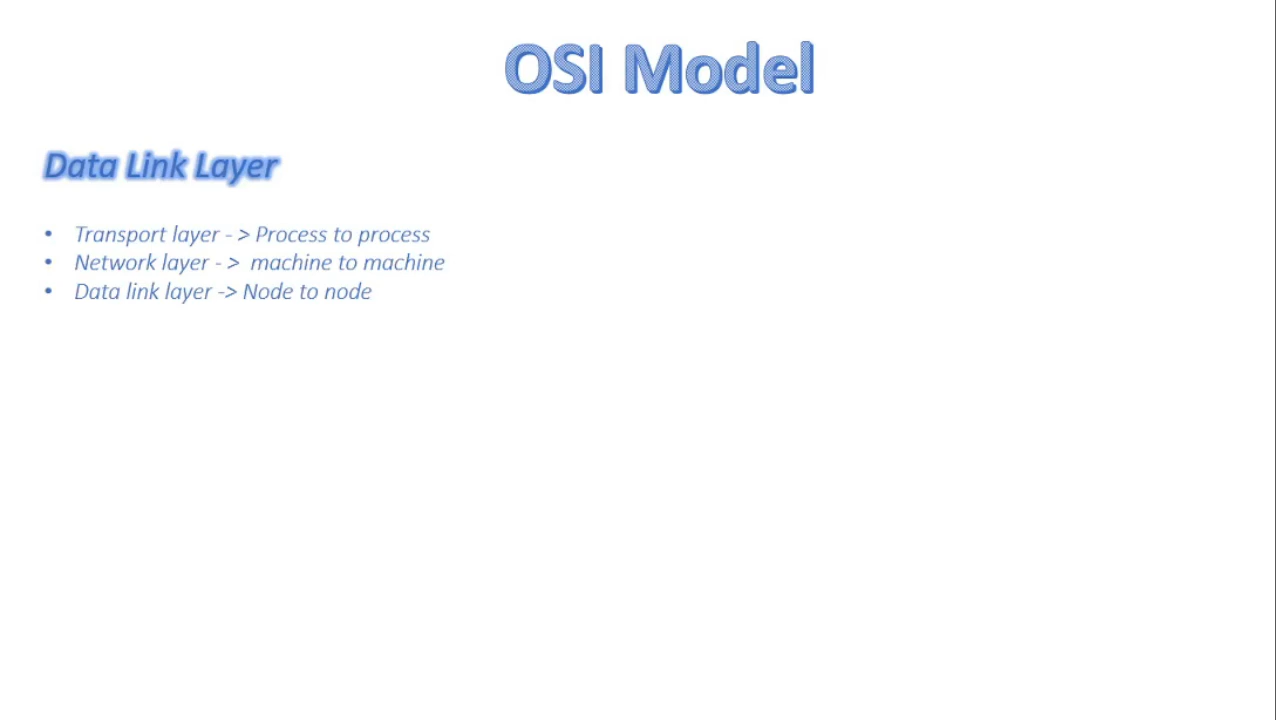 OSI Model
Data Link Layer
• Transport layer - > Process to process
• Network layer - >  machine to machine
• Data link layer -> Node to node